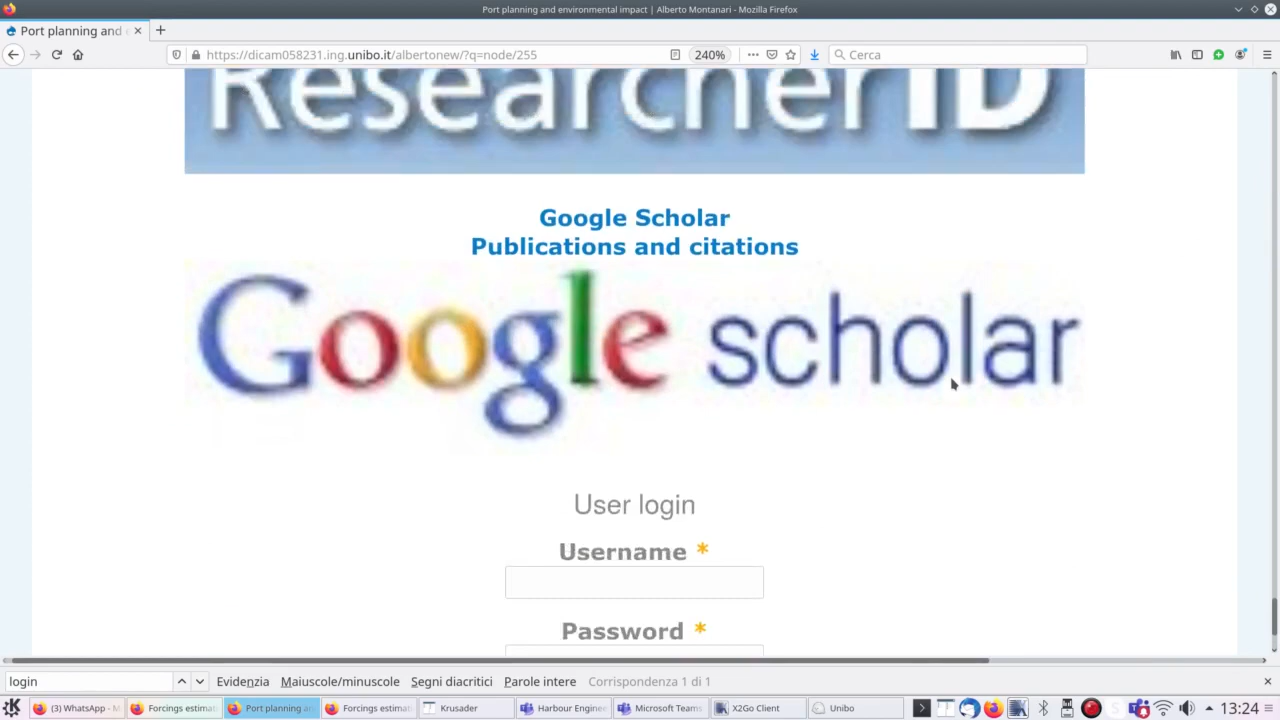 Port planning and environmental impact | Alberto Montanari - Mozilla Firefox
Port planning and
https://dicam058231.ing.unibo.it/albertonew/?q=node/255
240%
Cerca
ResearcherID
Google Scholar
Publications and citations
Google scholar
User login
Username *
Password *
login
Evidenzia
Maiuscole/minuscole
Segni diacritici
Parole intere
Corrispondenza 1 di 1
(3) WhatsApp - M
Forcings estima
Port planning a
Forcings estima
Krusader
Harbour Engine
Microsoft Teams
X2Go Client
Unibo
13:24